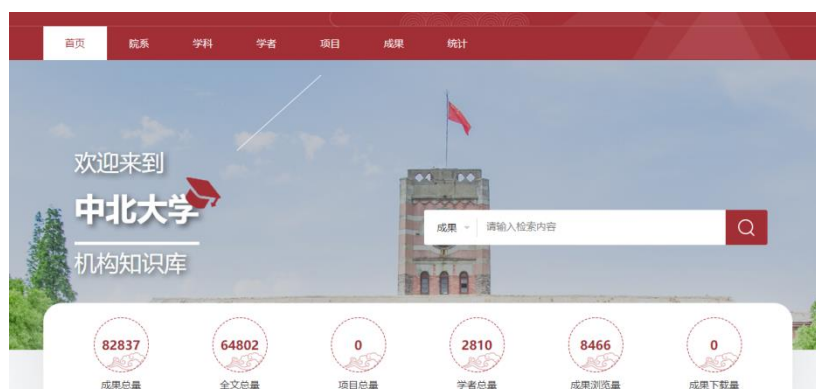 首页 院系 学科 学者 项目 成果 统计
欢迎来到
中北大学
成果 请输入检索内容
机构知识库
82837 64802 0 2810 8466 0
成果总量 全文总量 项目总量 学者总量 成果浏览量 成果下载量